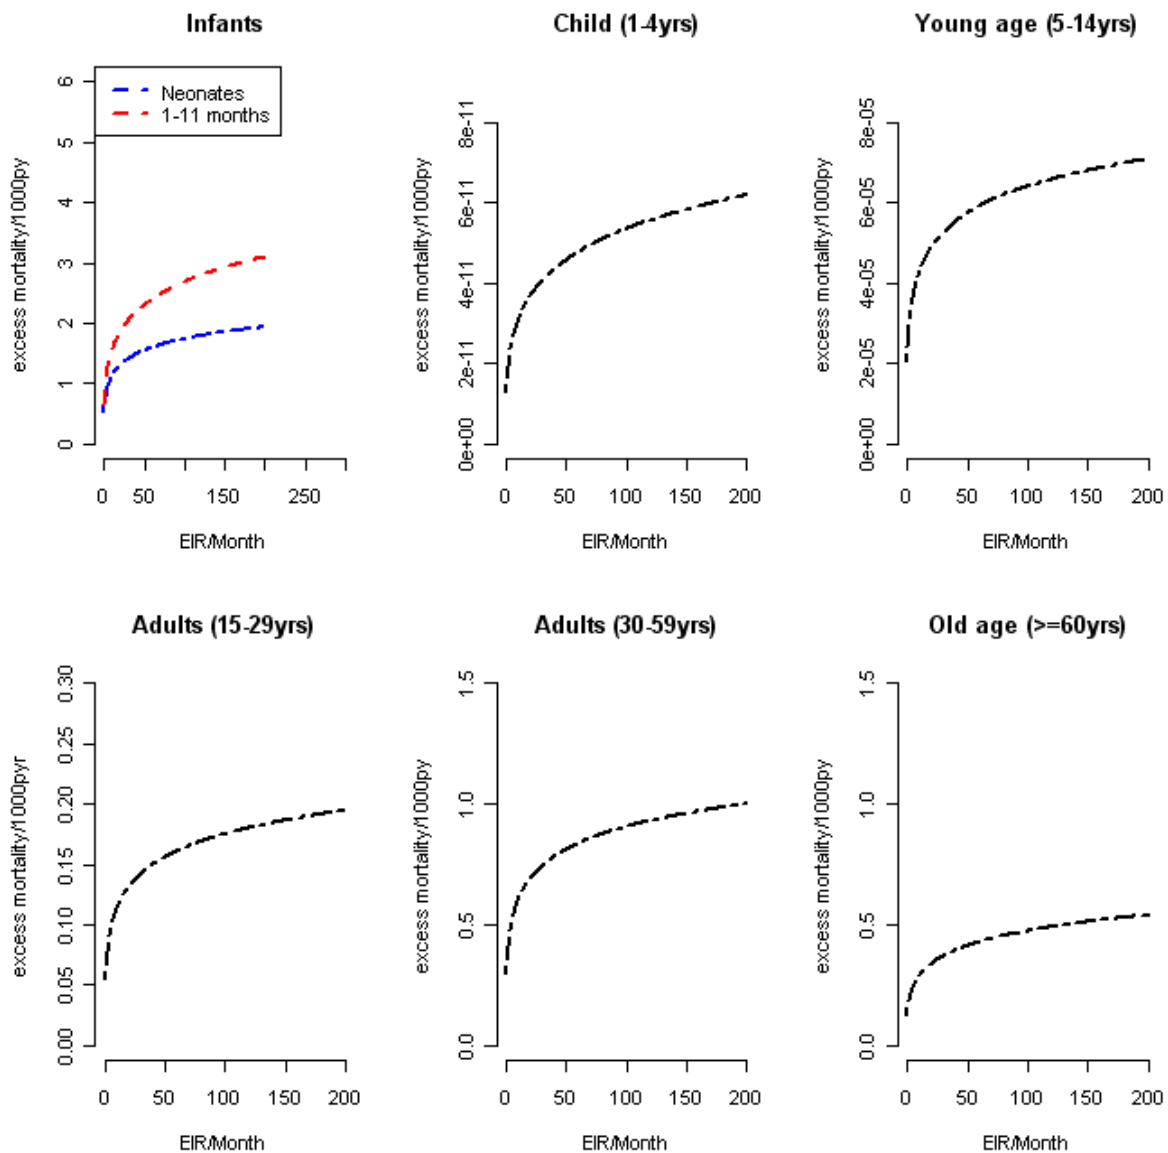 Infants
Neonates
1-11 months
excess mortality/1000py
0 1 2 3 4 5 6
0 50 150 250
EIR/Month
Child (1-4yrs)
excess mortality/1000py
0e+00 2e-11 4e-11 6e-11 8e-11
0 50 100 150 200
EIR/Month
Young age (5-14yrs)
excess mortality/1000py
0e+00 2e-05 4e-05 6e-05 8e-05
0 50 100 150 200
EIR/Month
Adults (15-29yrs)
excess mortality/1000pyr
0.00 0.05 0.10 0.15 0.20 0.25 0.30
0 50 100 150 200
EIR/Month
Adults (30-59yrs)
excess mortality/1000py
0.0 0.5 1.0 1.5
0 50 100 150 200
EIR/Month
Old age (>=60yrs)
excess mortality/1000py
0.0 0.5 1.0 1.5
0 50 100 150 200
EIR/Month